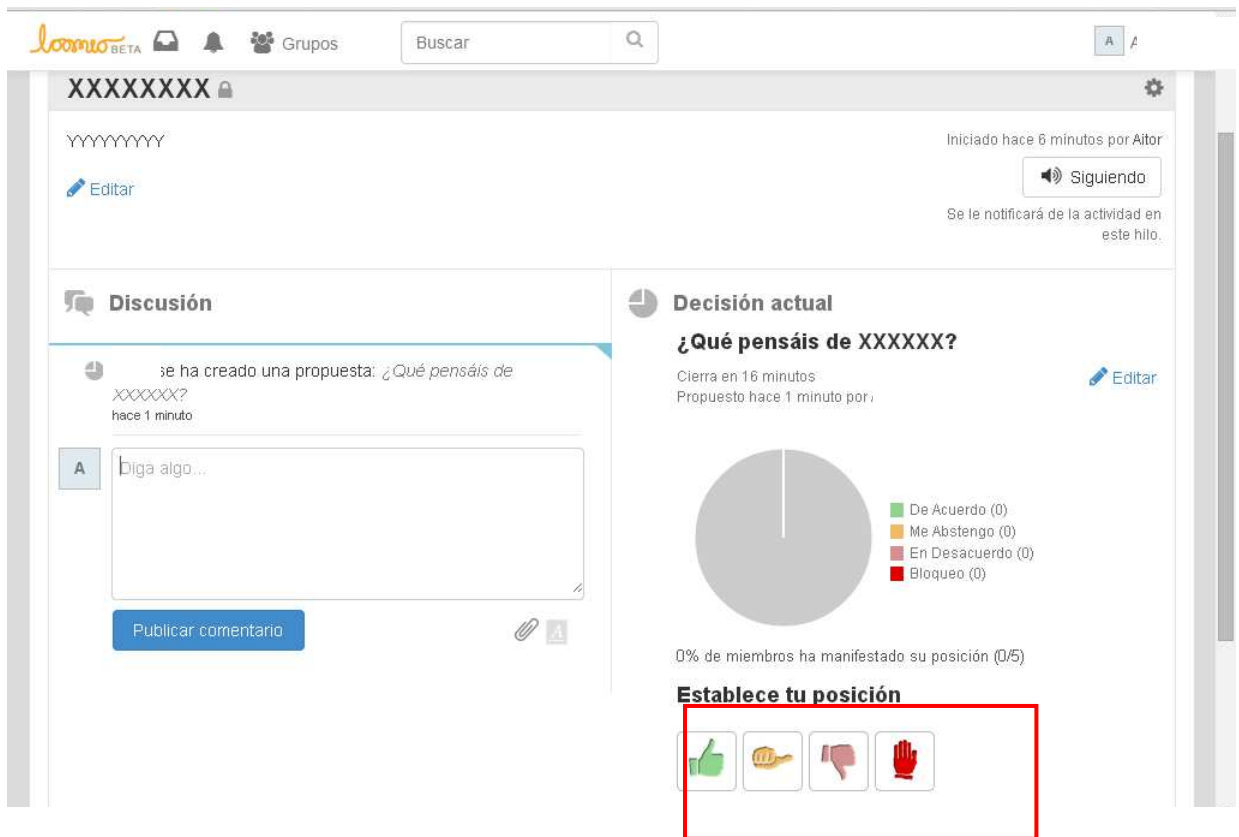 loomio BETA Grupos Buscar A
XXXXXXXX
YYYYYYYYY
Iniciado hace 6 minutos por Aitor
Editar
Siguiendo
Se le notificará de la actividad en
este hilo.
Discusión
se ha creado una propuesta: ¿Qué pensáis de
XXXXXX?
hace 1 minuto
A
Diga algo...
Publicar comentario
A
Decisión actual
¿Qué pensáis de XXXXXX?
Cierra en 16 minutos
Editar
Propuesto hace 1 minuto por
De Acuerdo (0)
Me Abstengo (0)
En Desacuerdo (0)
Bloqueo (0)
0% de miembros ha manifestado su posición (0/5)
Establece tu posición